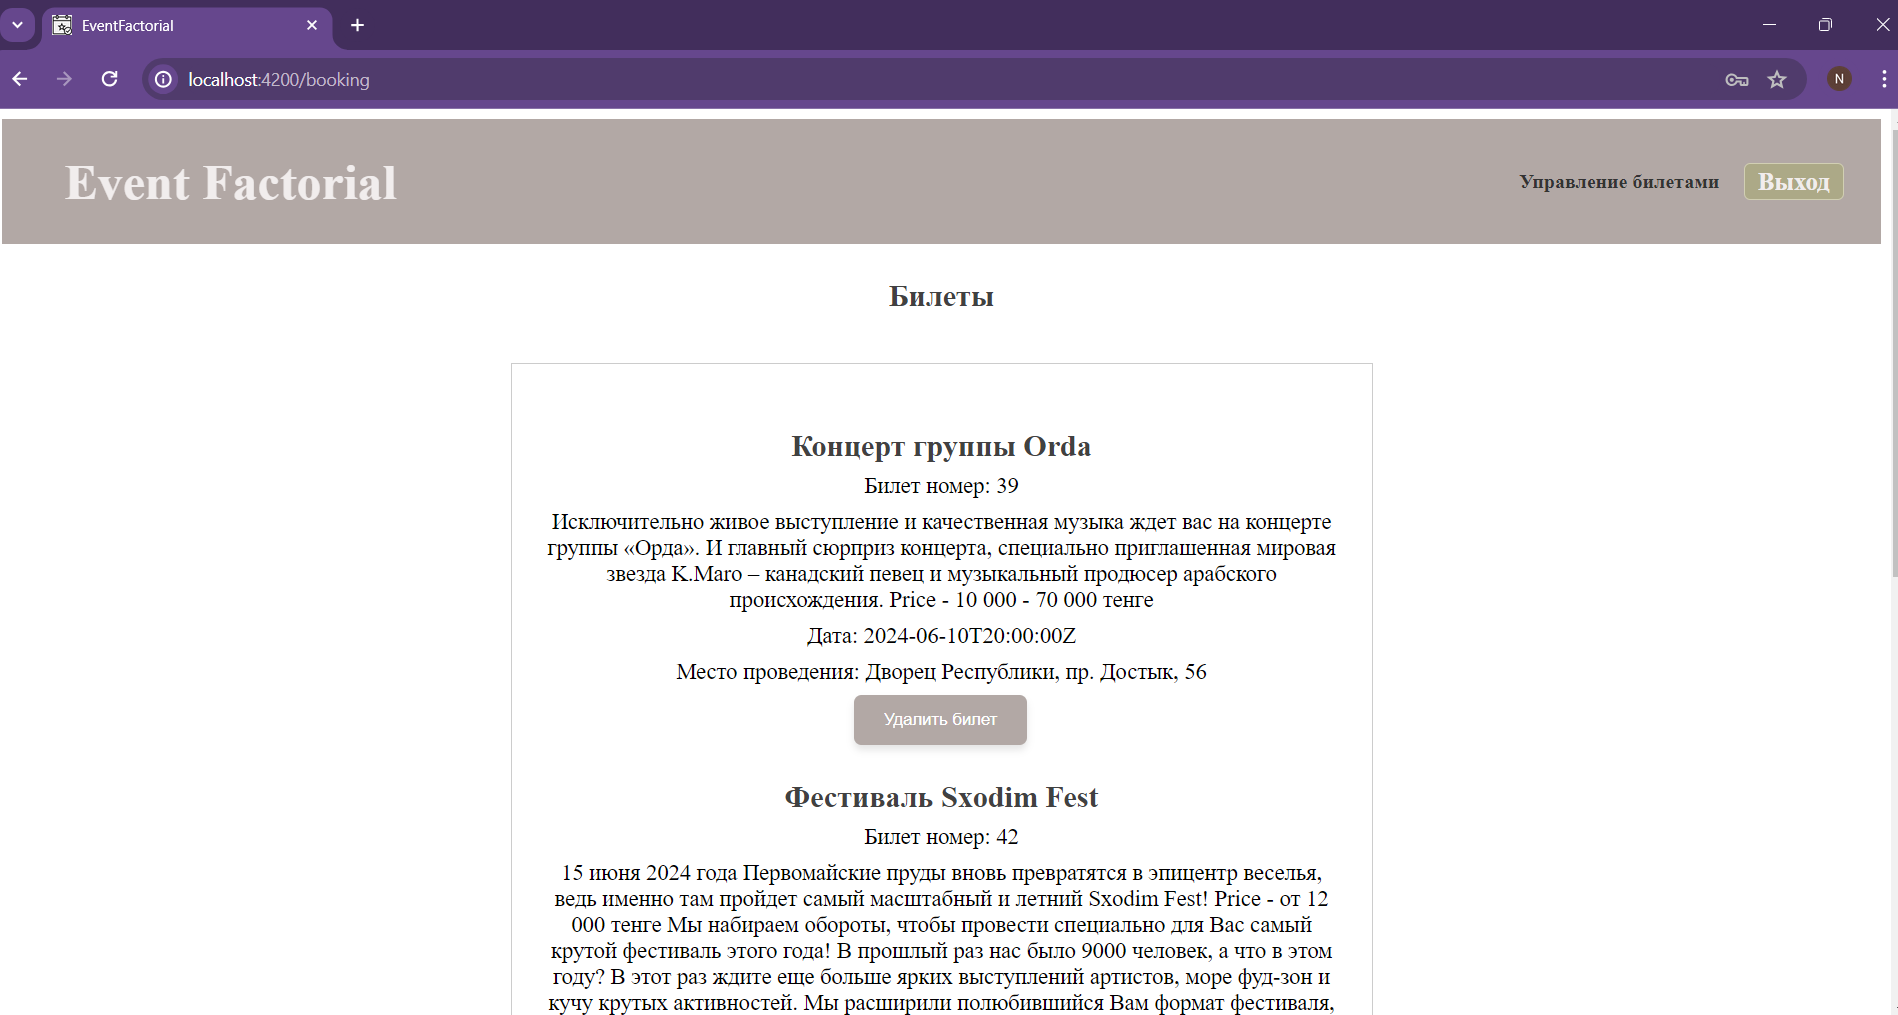 EventFactorial
localhost:4200/booking
N
Event Factorial
Управление билетами
Выход
Билеты
Концерт группы Orda
Билет номер: 39
Исключительно живое выступление и качественная музыка ждет вас на концерте
группы «Орда». И главный сюрприз концерта, специально приглашенная мировая
звезда K.Maro – канадский певец и музыкальный продюсер арабского
происхождения. Price - 10 000 - 70 000 тенге
Дата: 2024-06-10T20:00:00Z
Место проведения: Дворец Республики, пр. Достык, 56
Удалить билет
Фестиваль Sxodim Fest
Билет номер: 42
15 июня 2024 года Первомайские пруды вновь превратятся в эпицентр веселья,
ведь именно там пройдет самый масштабный и летний Sxodim Fest! Price - от 12
000 тенге Мы набираем обороты, чтобы провести специально для Вас самый
крутой фестиваль этого года! В прошлый раз нас было 9000 человек, а что в этом
году? В этот раз ждите еще больше ярких выступлений артистов, море фуд-зон и
кучу крутых активностей. Мы расширили полюбившийся Вам формат фестиваля,